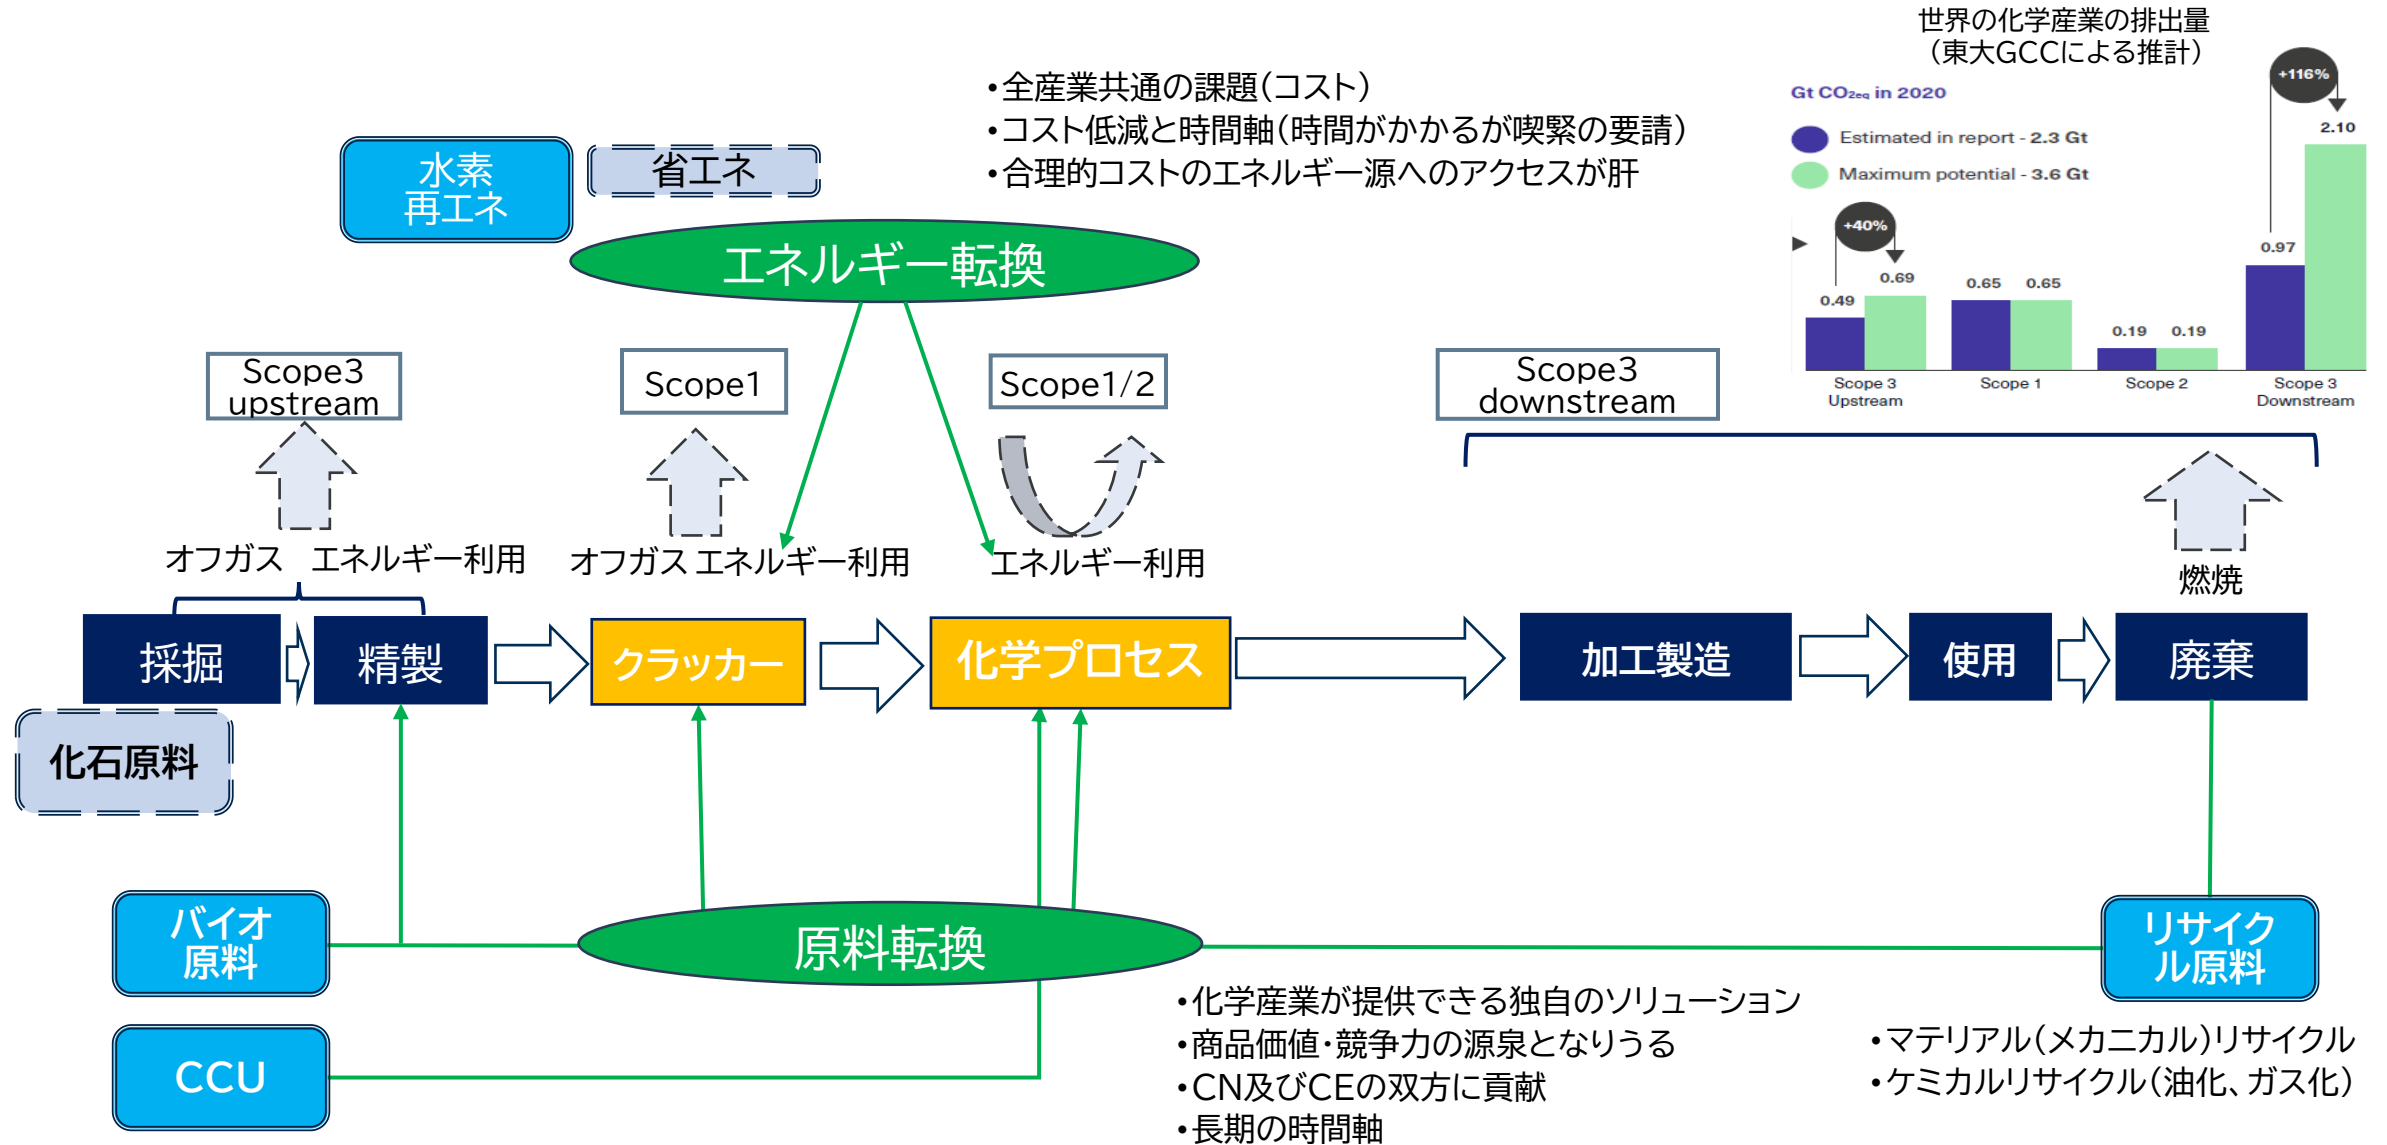 世界の化学産業の排出量
（東大GCCによる推計）
・全産業共通の課題（コスト）
・コスト低減と時間軸（時間がかかるが喫緊の要請）
・合理的コストのエネルギー源へのアクセスが肝
Gt CO2eq in 2020
Estimated in report - 2.3 Gt
Maximum potential - 3.6 Gt
+116%
2.10
+40%
0.97
0.49
0.69
0.65
0.65
0.19
0.19
Scope 3
Upstream
Scope 1
Scope 2
Scope 3
Downstream
水素
再エネ
省エネ
エネルギー転換
Scope3
upstream
Scope1
Scope1/2
Scope3
downstream
オフガス　エネルギー利用
オフガス エネルギー利用
エネルギー利用
燃焼
採掘
精製
クラッカー
化学プロセス
加工製造
使用
廃棄
化石原料
バイオ
原料
原料転換
リサイク
ル原料
CCU
・化学産業が提供できる独自のソリューション
・商品価値・競争力の源泉となりうる
・CN及びCEの双方に貢献
・長期の時間軸
・マテリアル（メカニカル）リサイクル
・ケミカルリサイクル（油化、ガス化）